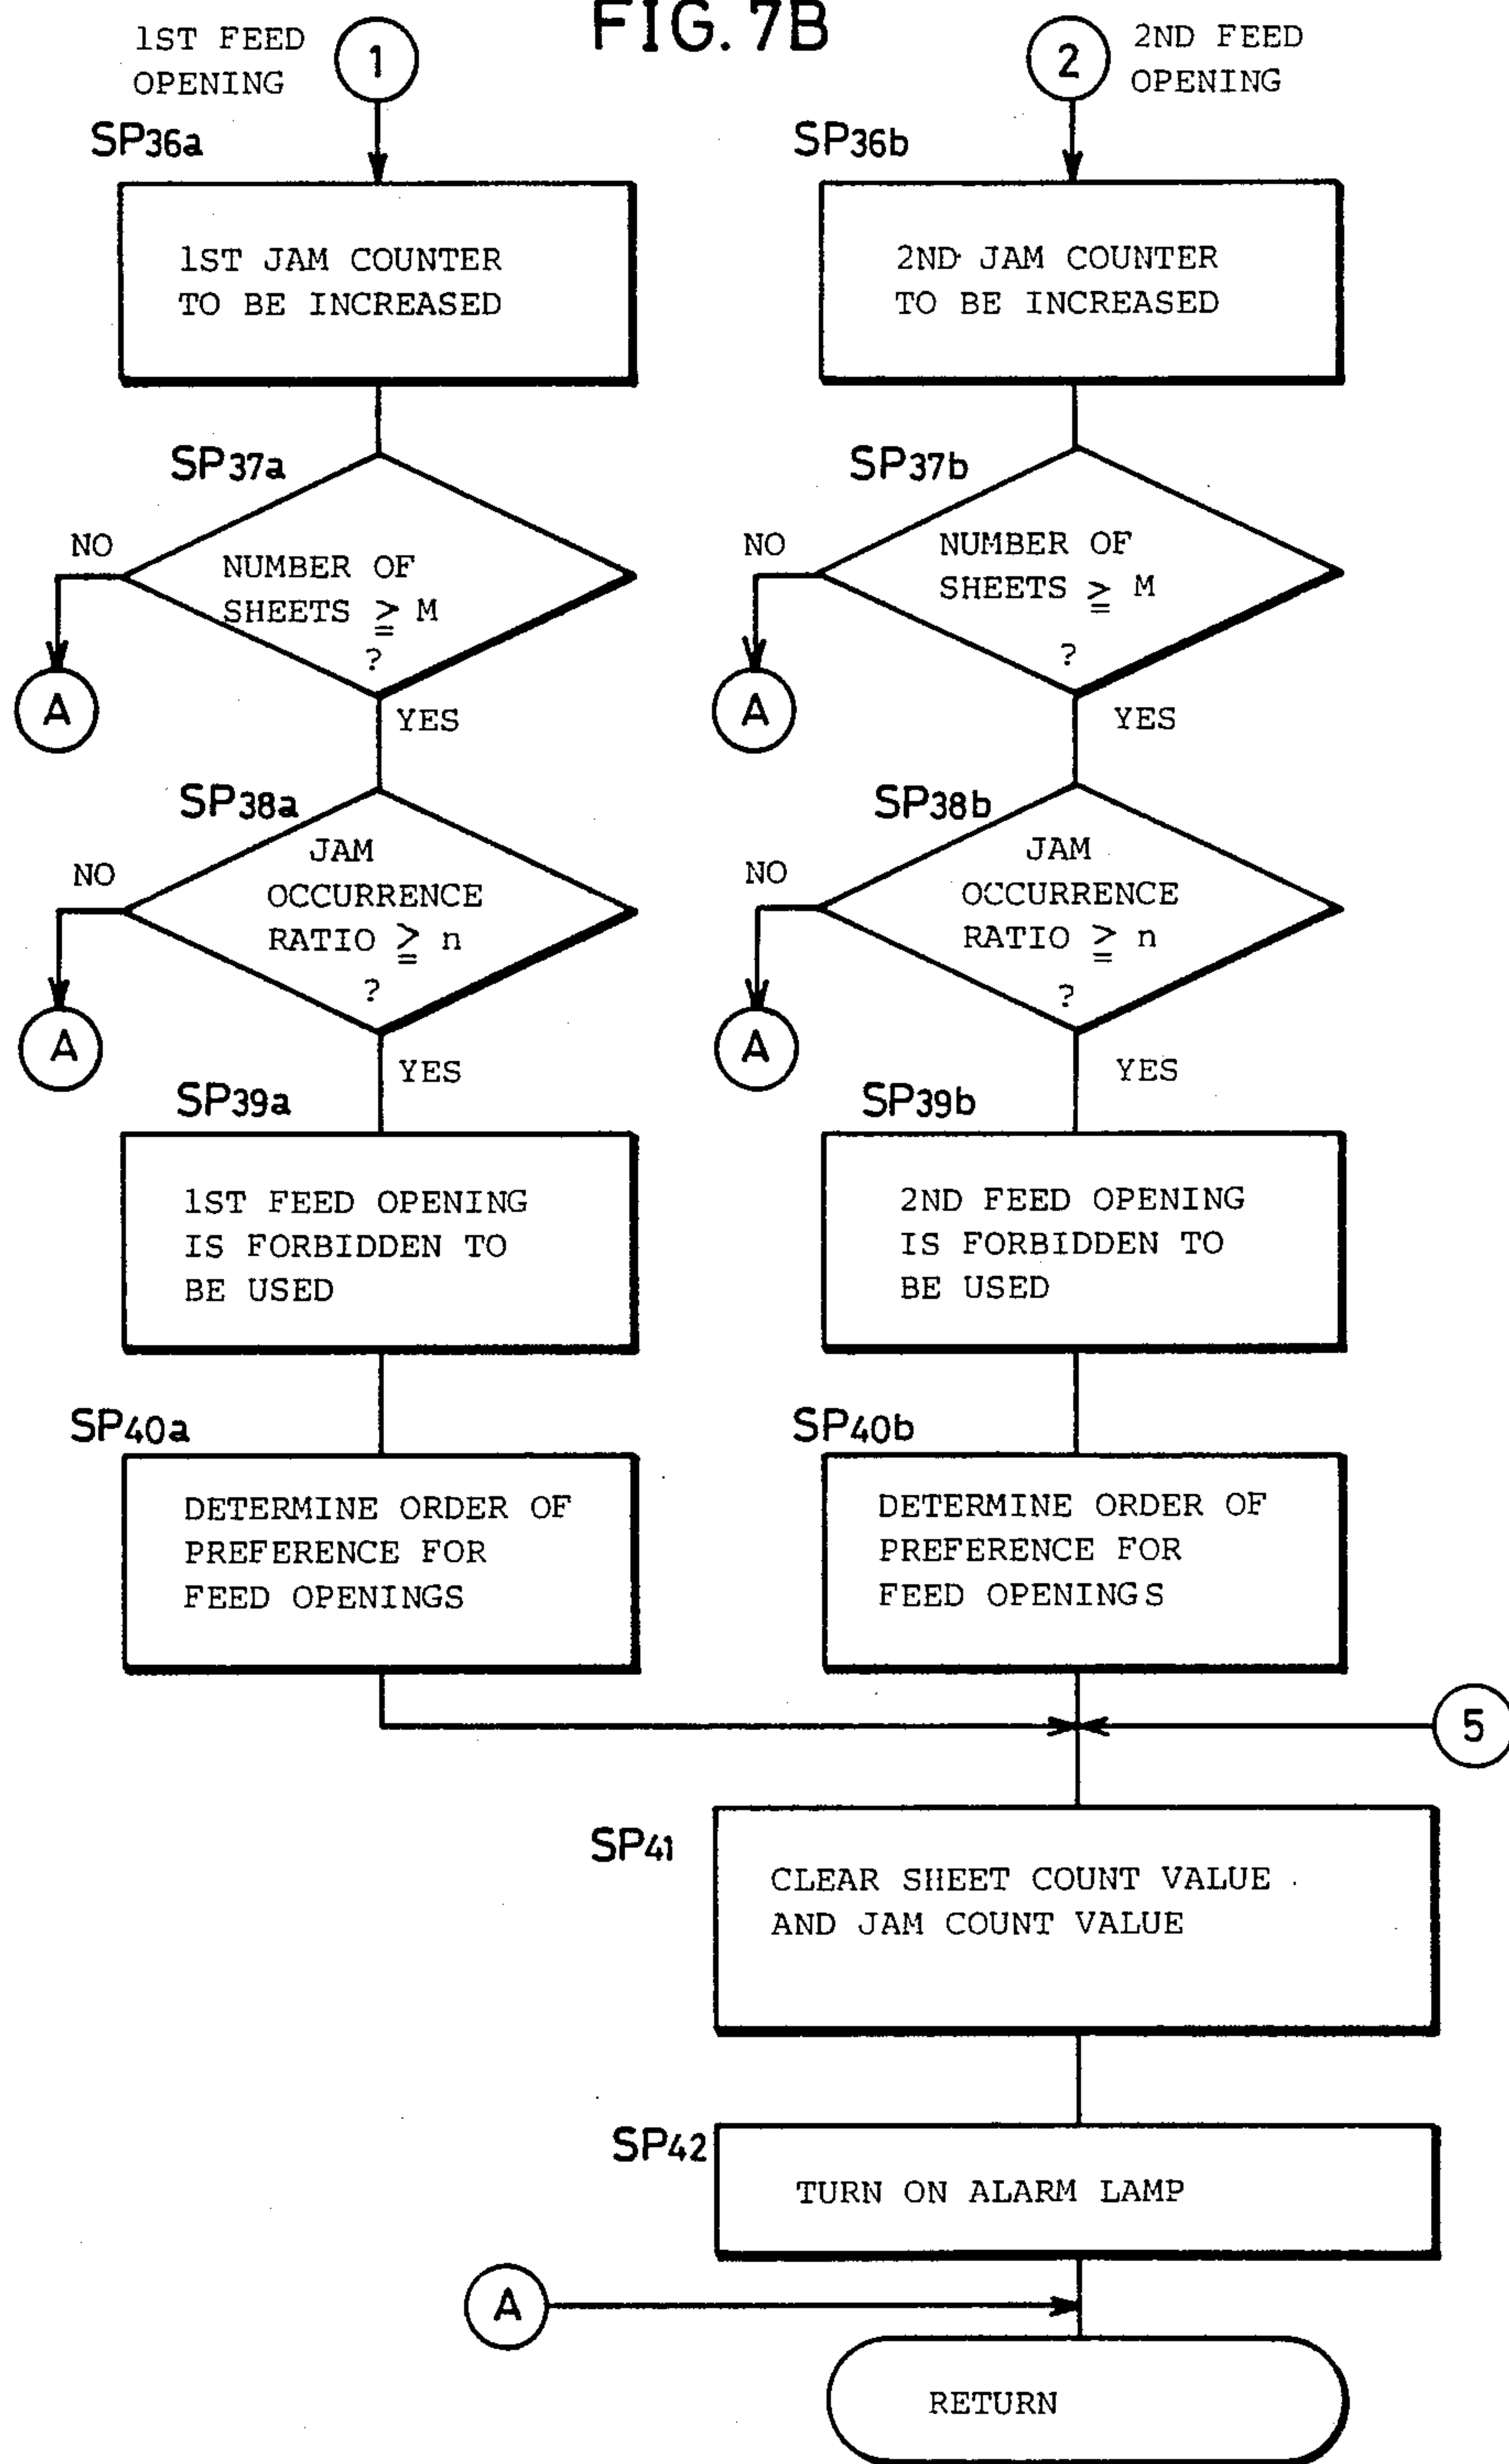 FIG. 7B
1ST FEED
OPENING
1
2
2ND FEED
OPENING
SP36a
1ST JAM COUNTER
TO BE INCREASED
SP36b
2ND JAM COUNTER
TO BE INCREASED
SP37a
NO
NUMBER OF
SHEETS ≧ M
?
A
YES
SP37b
NO
NUMBER OF
SHEETS ≧ M
?
A
YES
SP38a
NO
JAM
OCCURRENCE
RATIO ≧ n
?
A
YES
SP38b
NO
JAM
OCCURRENCE
RATIO ≧ n
?
A
YES
SP39a
1ST FEED OPENING
IS FORBIDDEN TO
BE USED
SP39b
2ND FEED OPENING
IS FORBIDDEN TO
BE USED
SP40a
DETERMINE ORDER OF
PREFERENCE FOR
FEED OPENINGS
SP40b
DETERMINE ORDER OF
PREFERENCE FOR
FEED OPENINGS
5
SP41
CLEAR SHEET COUNT VALUE
AND JAM COUNT VALUE
SP42
TURN ON ALARM LAMP
A
RETURN